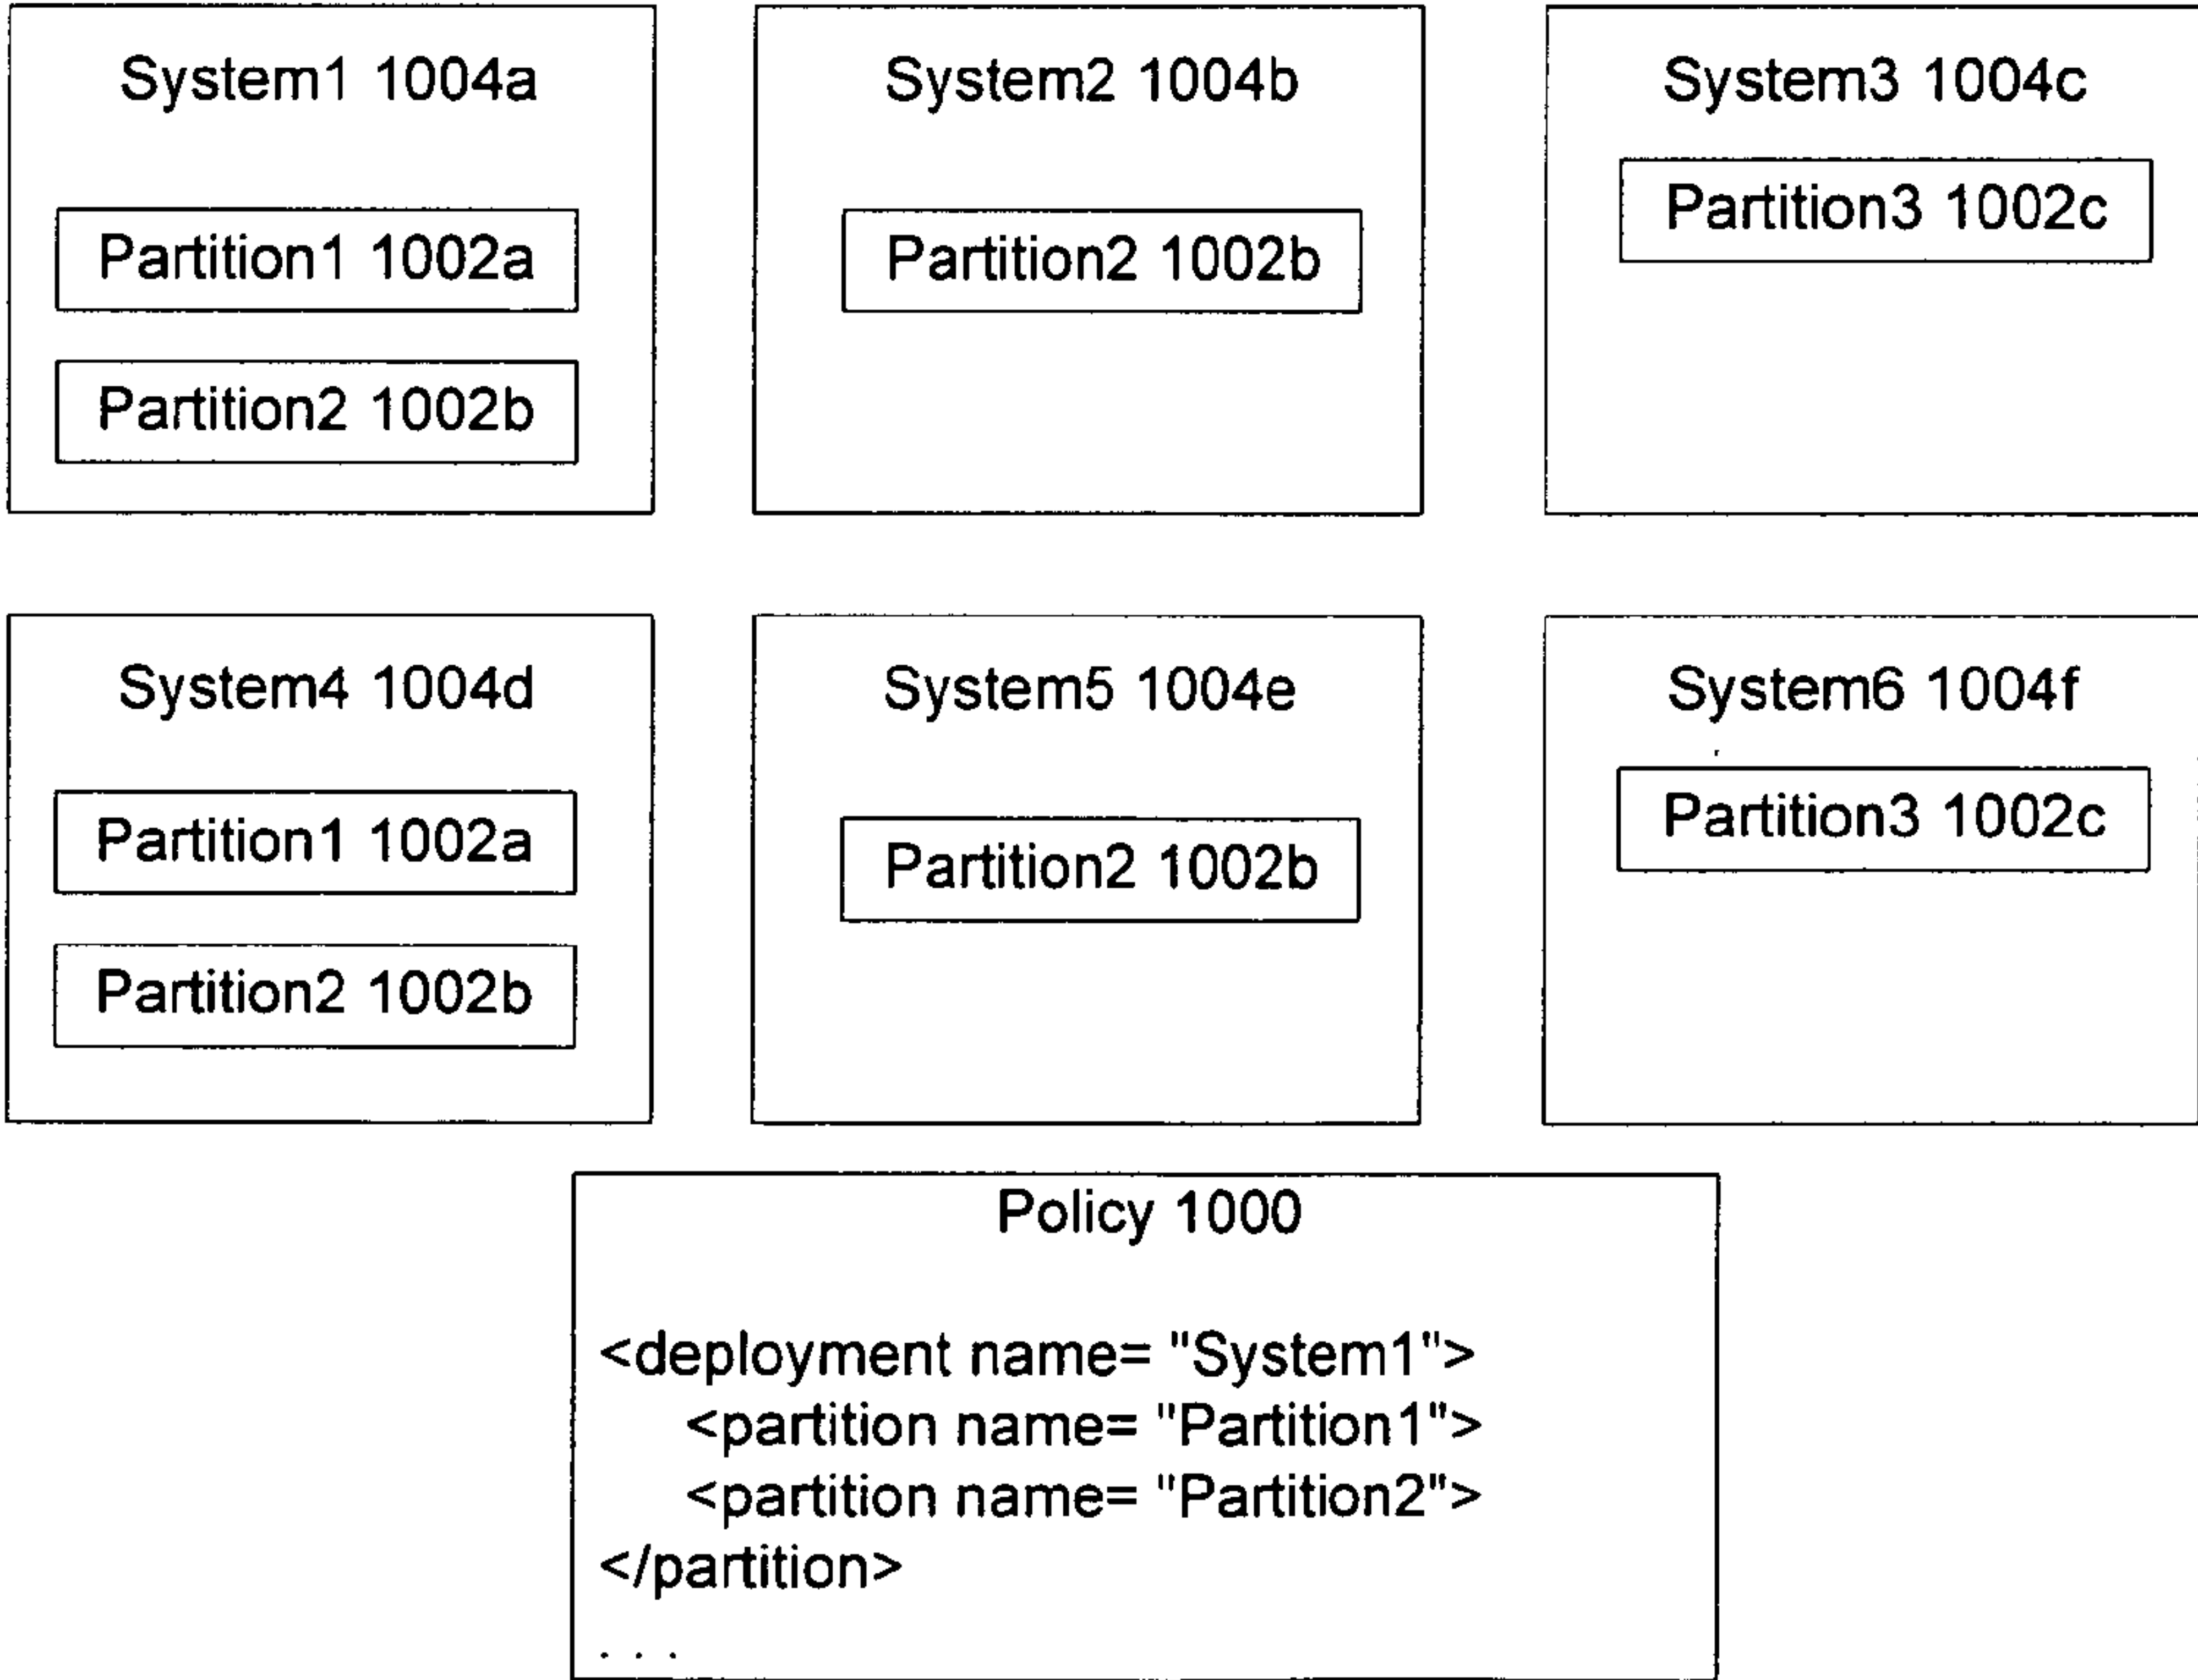 System1 1004a
Partition1 1002a
Partition2 1002b
System2 1004b
Partition2 1002b
System3 1004c
Partition3 1002c
System4 1004d
Partition1 1002a
Partition2 1002b
System5 1004e
Partition2 1002b
System6 1004f
Partition3 1002c
Policy 1000
<deployment name= "System1">
<partition name= "Partition1">
<partition name= "Partition2">
</partition>
. . .